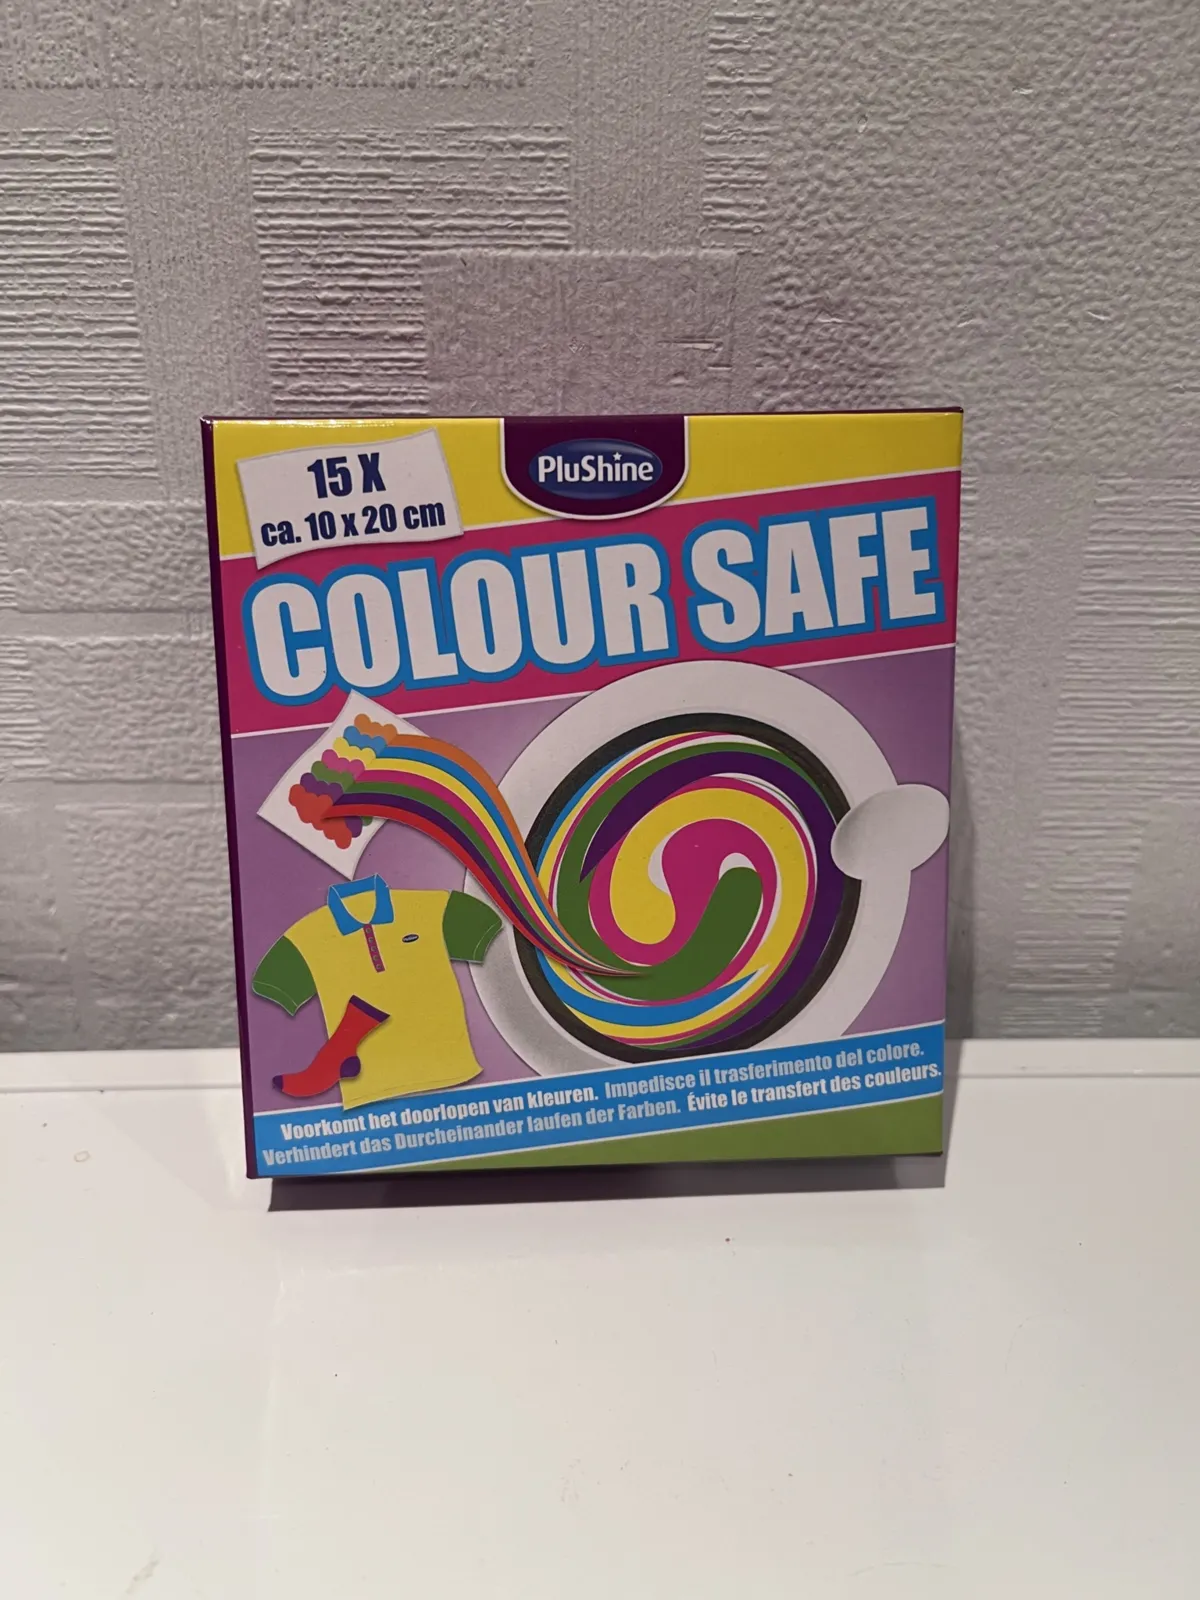 15 X
ca. 10 x 20 cm
PluShine
COLOUR SAFE
Voorkomt het doorlopen van kleuren. Impedisce il trasferimento del colore.
Verhindert das Durcheinander laufen der Farben. Évite le transfert des couleurs.